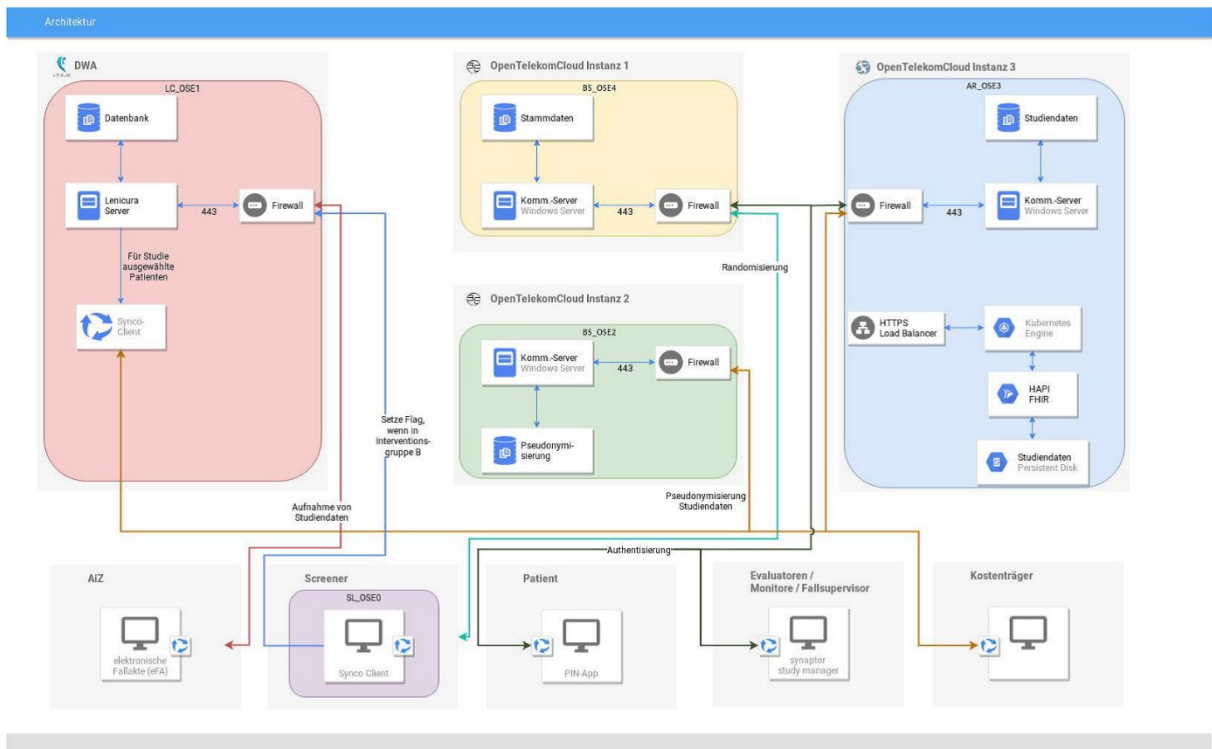 Architektur
DWA
LC_OSE1
Datenbank
Lenicura
Server
443
Firewall
Für Studie
ausgewählte
Patienten
Synco-
Client
OpenTelekomCloud Instanz 1
BS_OSE4
Stammdaten
Komm.-Server
Windows Server
443
Firewall
OpenTelekomCloud Instanz 2
BS_OSE2
Komm.-Server
Windows Server
443
Firewall
Pseudonymi-
sierung
OpenTelekomCloud Instanz 3
AR_OSE3
Studiendaten
Firewall
443
Komm.-Server
Windows Server
HTTPS
Load Balancer
Kubernetes
Engine
HAPI
FHIR
Studiendaten
Persistent Disk
Randomisierung
Setze Flag,
wenn in
Interventions-
gruppe B
Aufnahme von
Studiendaten
Pseudonymisierung
Studiendaten
Authentisierung
AiZ
elektronische
Fallakte (eFA)
Screener
SL_OSE0
Synco Client
Patient
PIN-App
Evaluatoren /
Monitore / Fallsupervisor
synaptor
study manager
Kostenträger